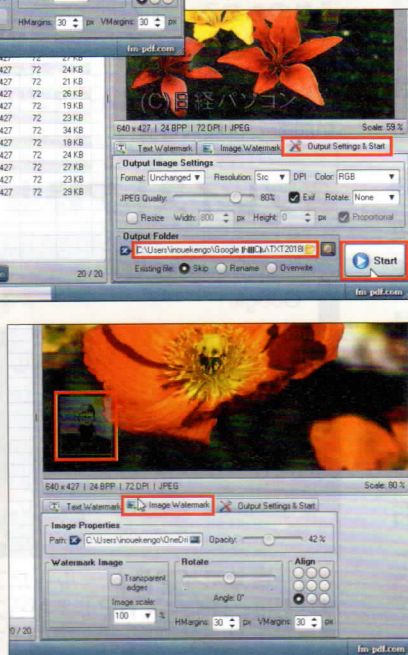 HMargins: 30 px VMargins: 30 px
fm-pdf.com
427 72 27 KB
427 72 24 KB
427 72 21 KB
427 72 26 KB
427 72 19 KB
427 72 23 KB
427 72 34 KB
427 72 18 KB
427 72 24 KB
427 72 27 KB
427 72 23 KB
427 72 29 KB
20 / 20
(C)日経パソコン
640 x 427 | 24 BPP | 72 DPI | JPEG Scale: 59 %
Text Watermark Image Watermark Output Settings & Start
Output Image Settings
Format: Unchanged Resolution: Src DPI Color: RGB
JPEG Quality: 80% Exif Rotate: None
Resize Width: 800 px Height: 0 px Proportional
Output Folder
C:\Users\inouekengo\Google
Existing file: Skip Rename Overwrite
Start
fm-pdf.com
640 x 427 | 24 BPP | 72 DPI | JPEG Scale: 80 %
Text Watermark Image Watermark Output Settings & Start
Image Properties
Path: C:\Users\inouekengo\OneDri Opacity: 42 %
Watermark Image Rotate Align
Transparent edges
Image scale:
100 % Angle: 0°
HMargins: 30 px VMargins: 30 px
0 / 20
fm-pdf.com